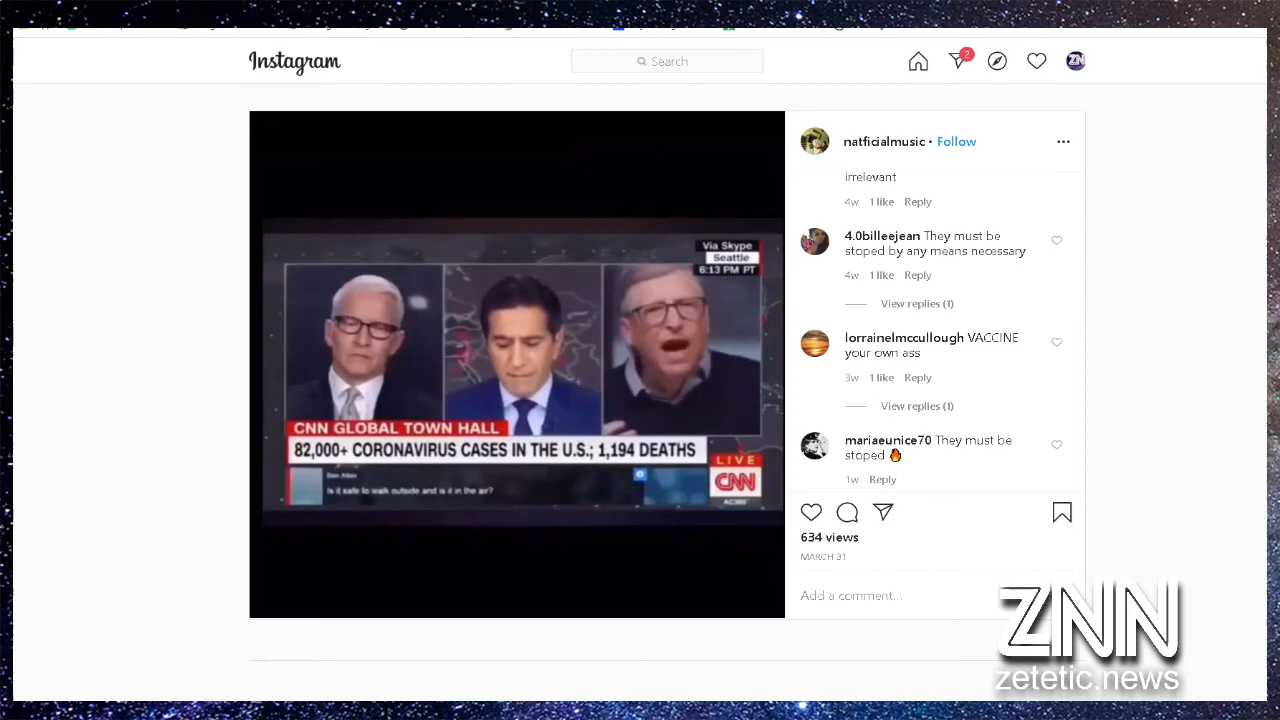 Instagram
Search
2
ZNN
natficialmusic • Follow
irrelevant
4w 1 like Reply
4.0billeejean They must be
stoped by any means necessary
4w 1 like Reply
View replies (1)
lorrainelmccullough VACCINE
your own ass
3w 1 like Reply
View replies (1)
mariaeunice70 They must be
stoped 🔥
1w Reply
634 views
MARCH 31
Add a comment...
Via Skype
Seattle
6:13 PM PT
CNN GLOBAL TOWN HALL
82,000+ CORONAVIRUS CASES IN THE U.S.; 1,194 DEATHS
Is it safe to walk outside and is it in the air?
LIVE
CNN
AC360°
ZNN
zetetic.news